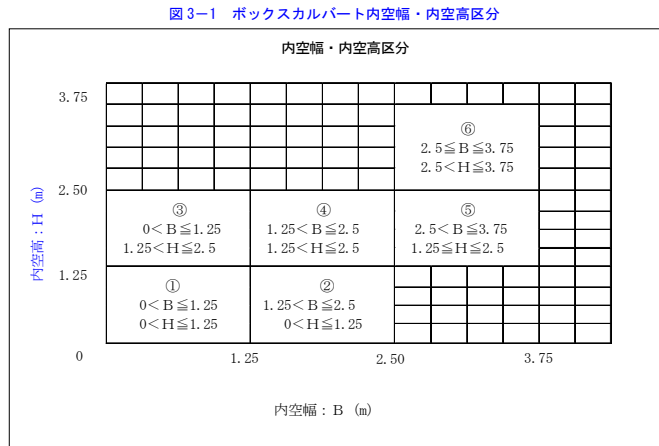 図3－1 ボックスカルバート内空幅・内空高区分
内空幅・内空高区分
3.75
⑥
2.5≦B≦3.75
2.5＜H≦3.75
2.50
③
0＜B≦1.25
1.25＜H≦2.5
④
1.25＜B≦2.5
1.25＜H≦2.5
⑤
2.5＜B≦3.75
1.25≦H≦2.5
内空高：H (m)
1.25
①
0＜B≦1.25
0＜H≦1.25
②
1.25＜B≦2.5
0＜H≦1.25
0
1.25
2.50
3.75
内空幅：B (m)